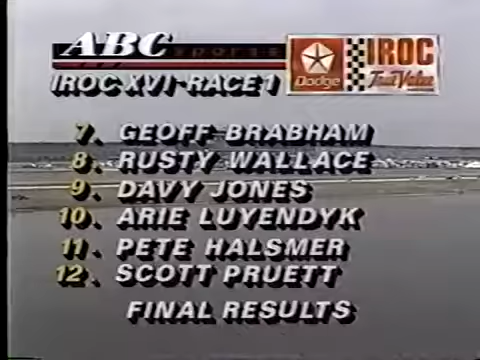 ABC sports
IROC XVI-RACE 1
Dodge
IROC
True Value
7. GEOFF BRABHAM
8. RUSTY WALLACE
9. DAVY JONES
10. ARIE LUYENDYK
11. PETE HALSMER
12. SCOTT PRUETT
FINAL RESULTS